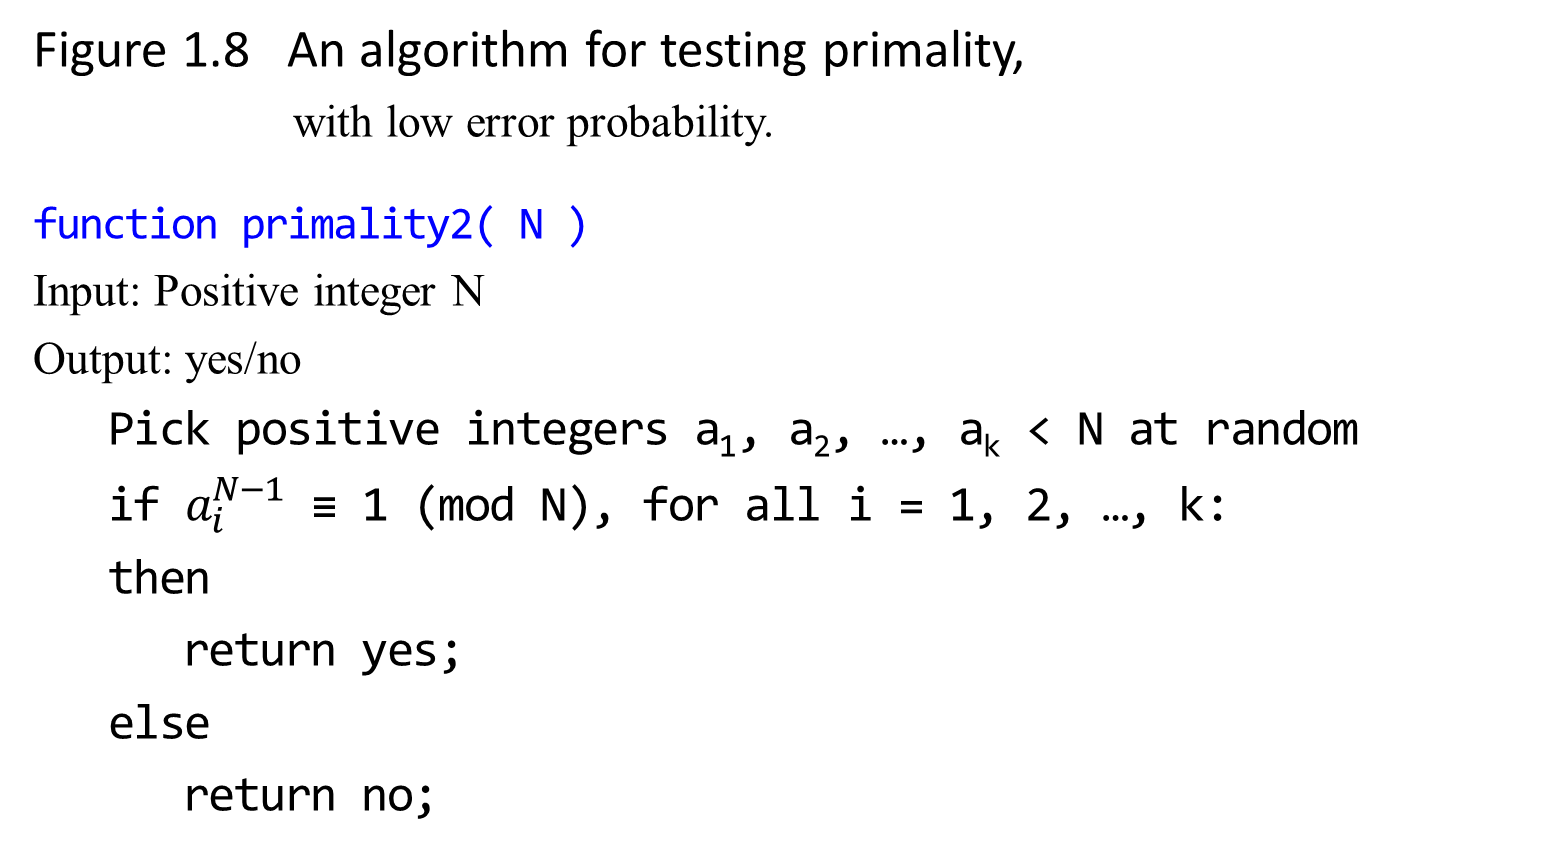 Figure 1.8 An algorithm for testing primality,
with low error probability.
function primality2( N )
Input: Positive integer N
Output: yes/no
Pick positive integers a₁, a₂, …, aₖ < N at random
if $a_i^{N-1}$ ≡ 1 (mod N), for all i = 1, 2, …, k:
then
return yes;
else
return no;